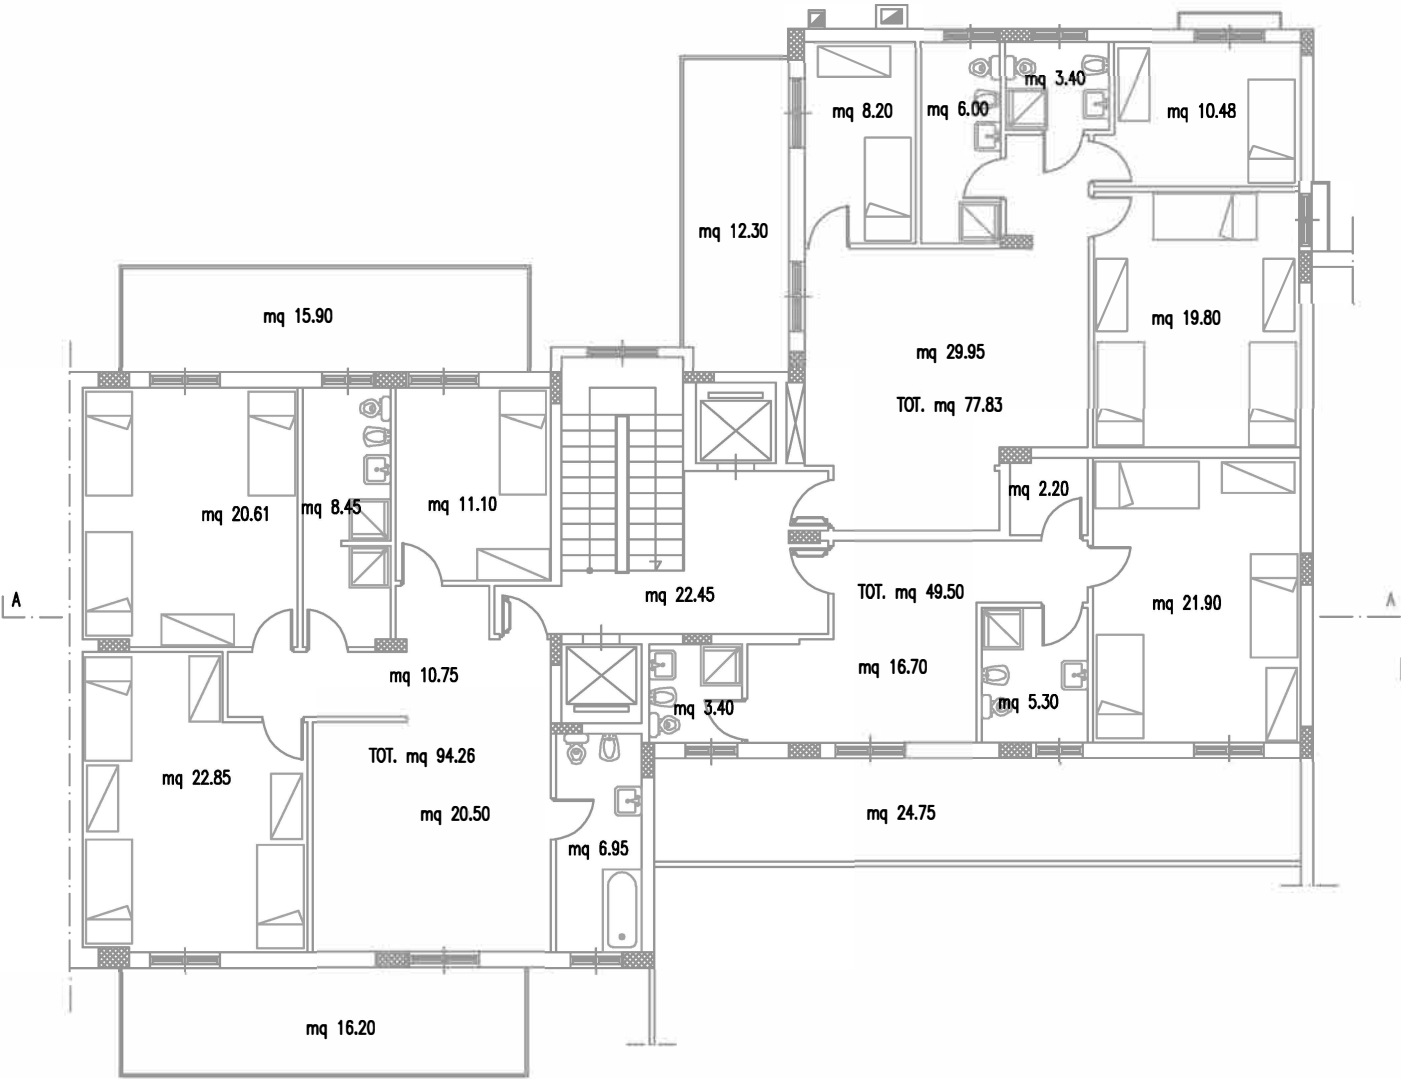 mq 3.40
mq 8.20
mq 6.00
mq 10.48
mq 12.30
mq 15.90
mq 19.80
mq 29.95
TOT. mq 77.83
mq 2.20
mq 20.61
mq 8.45
mq 11.10
mq 22.45
TOT. mq 49.50
mq 21.90
A
A
mq 10.75
mq 16.70
mq 3.40
mq 5.30
TOT. mq 94.26
mq 22.85
mq 20.50
mq 24.75
mq 6.95
mq 16.20